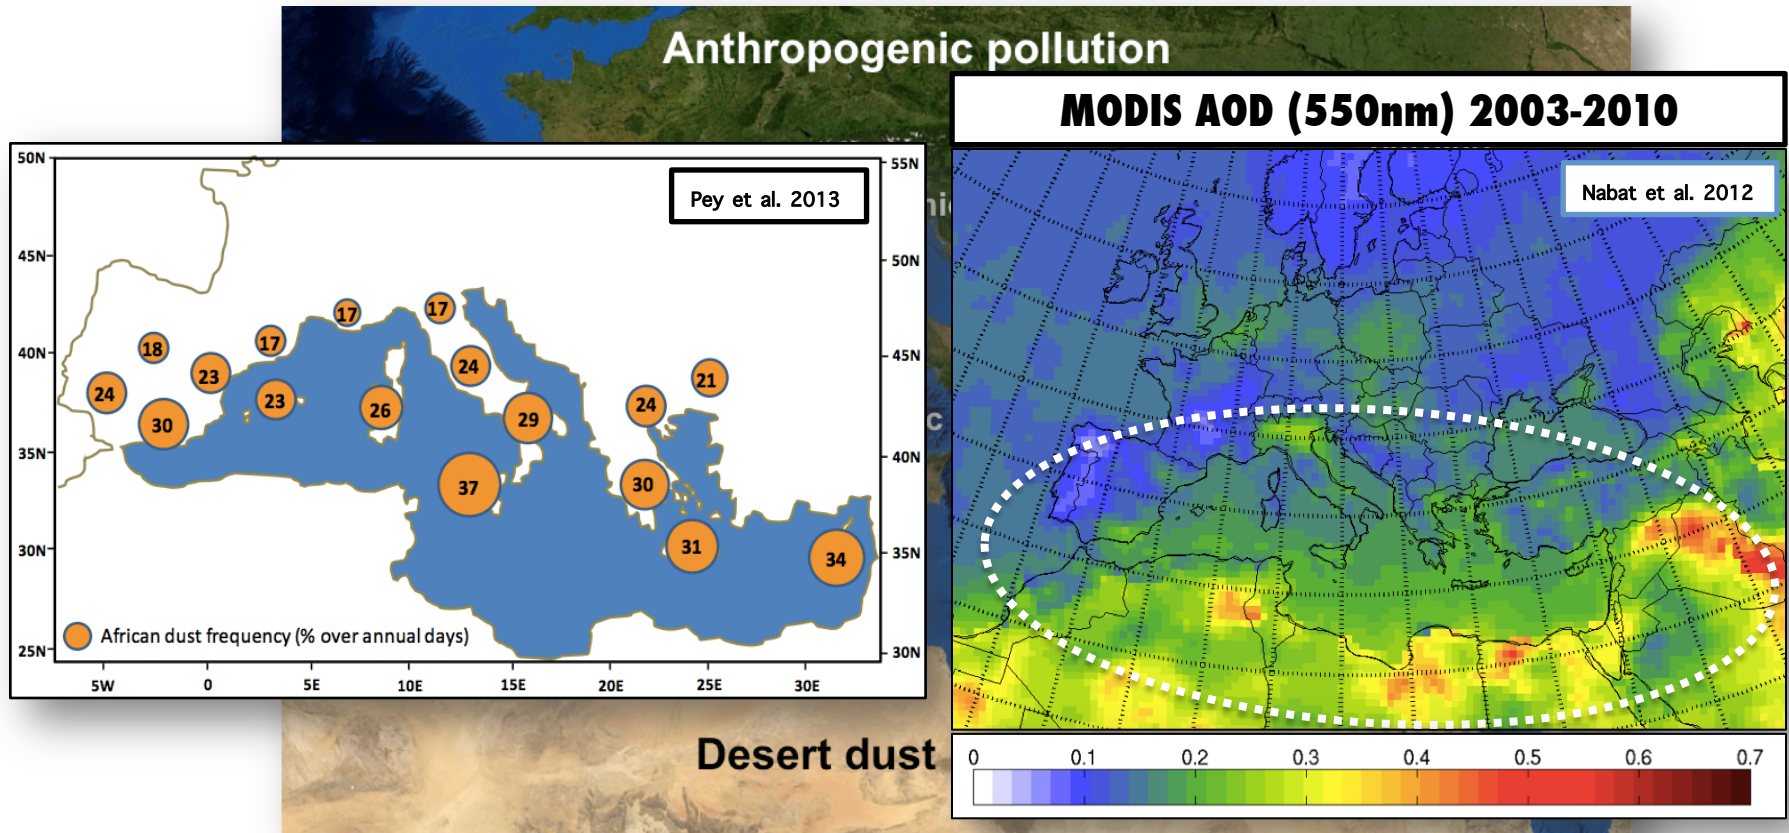 Anthropogenic pollution
MODIS AOD (550nm) 2003-2010
50N
55N
Pey et al. 2013
Nabat et al. 2012
45N
50N
17
17
17
18
40N
45N
24
23
21
24
23
26
24
30
29
35N
40N
37
30
31
34
30N
35N
African dust frequency (% over annual days)
25N
30N
5W 0 5E 10E 15E 20E 25E 30E
Desert dust
0 0.1 0.2 0.3 0.4 0.5 0.6 0.7